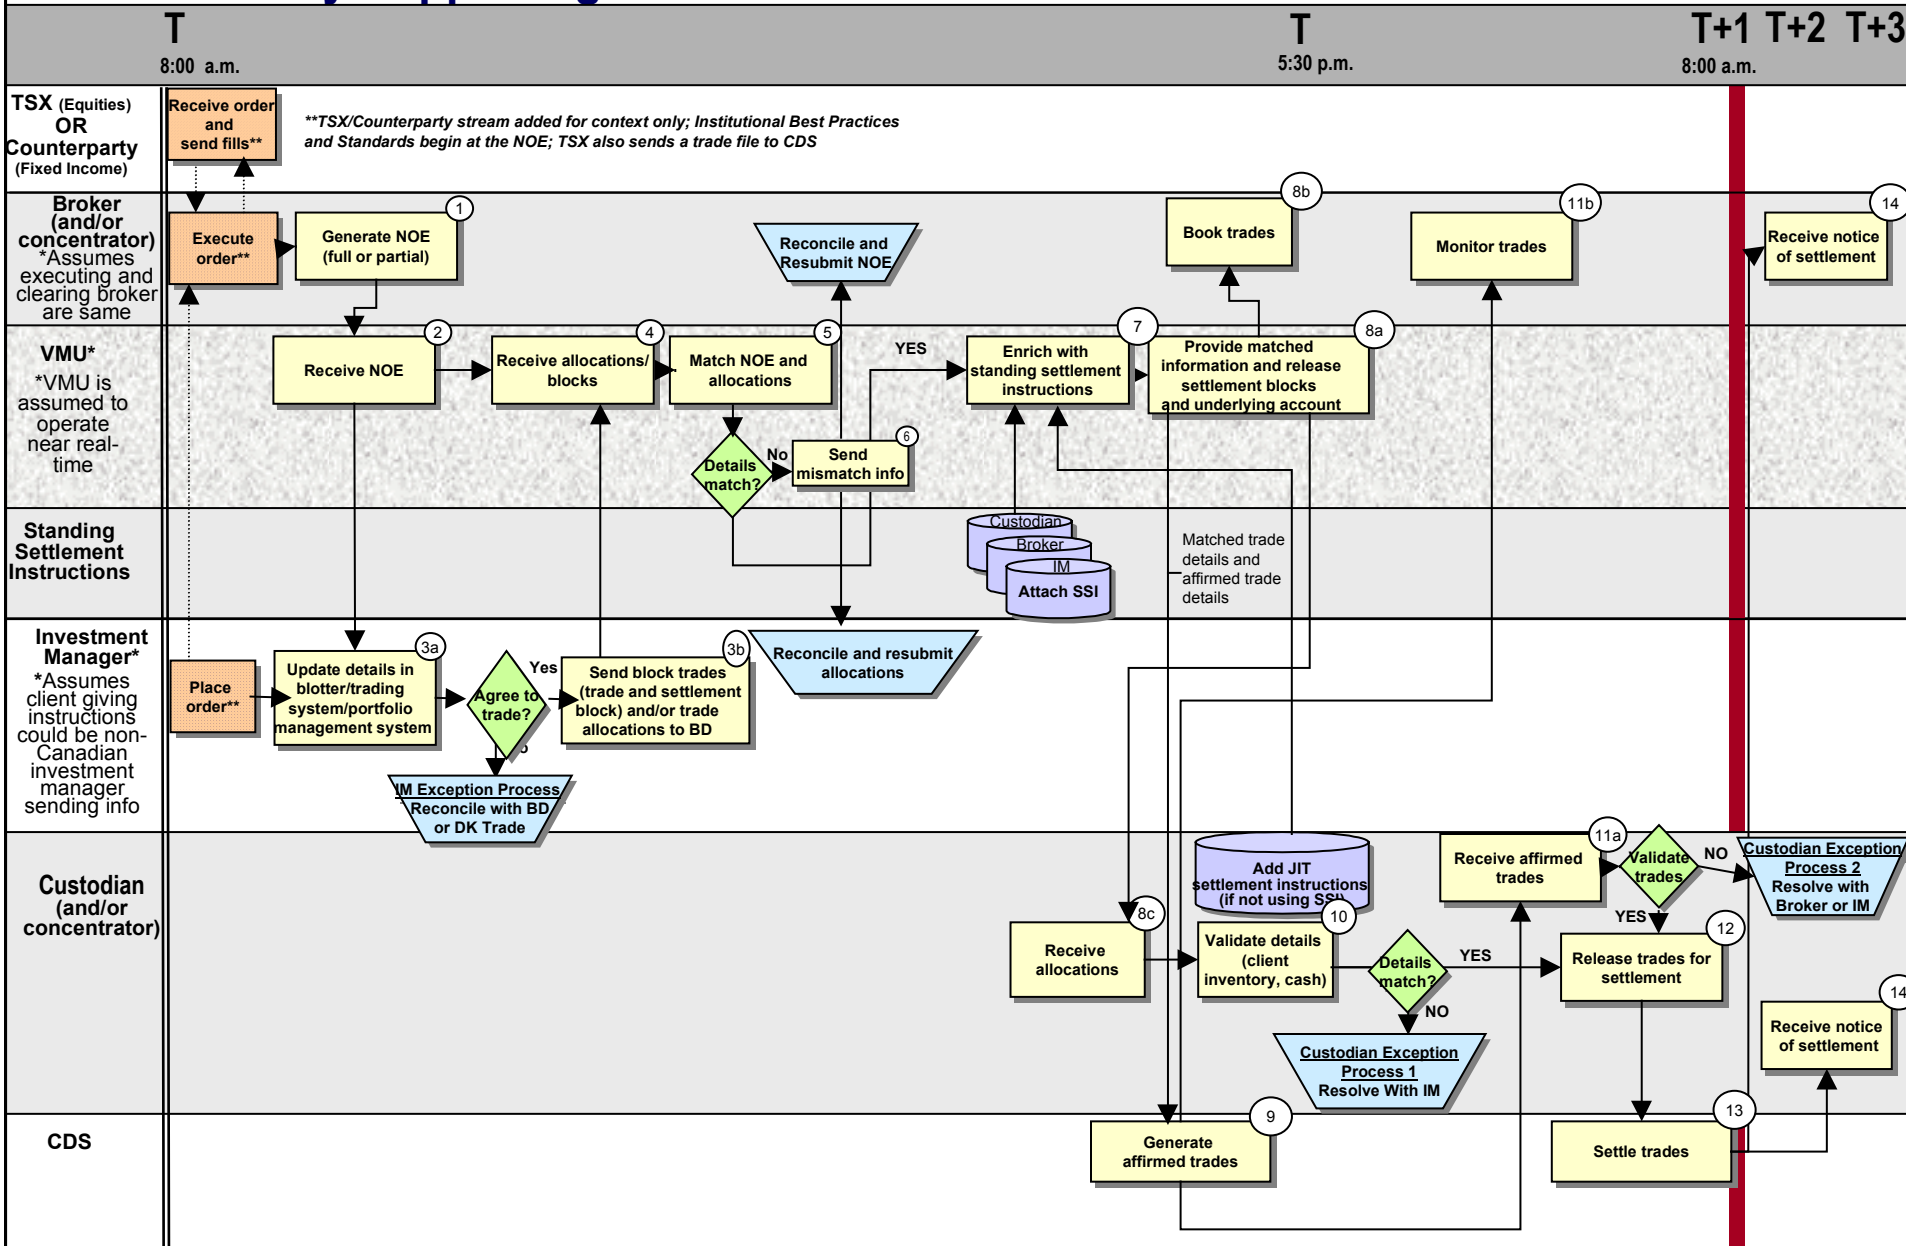 T
T
T+1 T+2 T+3
8:00 a.m.
5:30 p.m.
8:00 a.m.
TSX (Equities)
OR
Counterparty
(Fixed Income)
Receive order
and
send fills**
**TSX/Counterparty stream added for context only; Institutional Best Practices
and Standards begin at the NOE; TSX also sends a trade file to CDS
Broker
(and/or
concentrator)
*Assumes
executing and
clearing broker
are same
Execute
order**
1
Generate NOE
(full or partial)
Reconcile and
Resubmit NOE
8b
Book trades
11b
Monitor trades
14
Receive notice
of settlement
VMU*
*VMU is
assumed to
operate
near real-
time
2
Receive NOE
4
Receive allocations/
blocks
5
Match NOE and
allocations
Details
match?
No
6
Send
mismatch info
YES
7
Enrich with
standing settlement
instructions
8a
Provide matched
information and release
settlement blocks
and underlying account
Standing
Settlement
Instructions
Custodian
Broker
IM
Attach SSI
Matched trade
details and
affirmed trade
details
Investment
Manager*
*Assumes
client giving
instructions
could be non-
Canadian
investment
manager
sending info
Place
order**
3a
Update details in
blotter/trading
system/portfolio
management system
Agree to
trade?
Yes
3b
Send block trades
(trade and settlement
block) and/or trade
allocations to BD
Reconcile and resubmit
allocations
IM Exception Process
Reconcile with BD
or DK Trade
Custodian
(and/or
concentrator)
8c
Receive
allocations
Add JIT
settlement instructions
(if not using SSI)
10
Validate details
(client
inventory, cash)
Details
match?
YES
NO
Custodian Exception
Process 1
Resolve With IM
11a
Receive affirmed
trades
Validate
trades
NO
YES
Custodian Exception
Process 2
Resolve with
Broker or IM
12
Release trades for
settlement
14
Receive notice
of settlement
CDS
9
Generate
affirmed trades
13
Settle trades